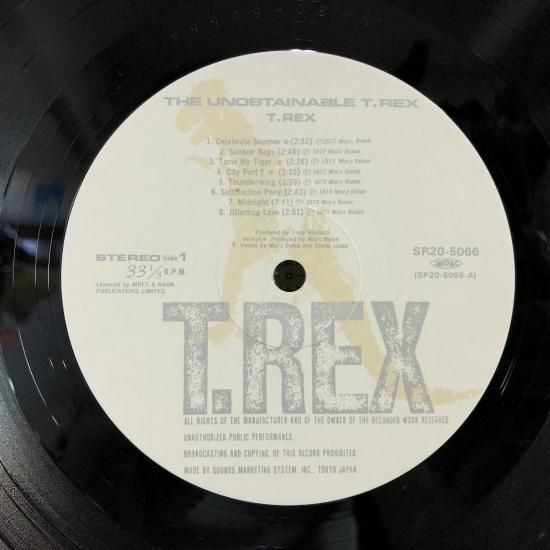 THE UNOBTAINABLE T.REX
T.REX
1. Celebrate Summer ✳ (2:32) ℗1977 Marc Bolan
2. Sunken Rags (2:48) ℗ 1972 Marc Bolan
3. Tame My Tiger ✳ (2:26) ℗ 1977 Marc Bolan
4. City Port † ✳ (2:36) ℗ Marc Bolan
5. Thunderwing (3:39) ℗ 1972 Marc Bolan
6. Satisfaction Pony (2:43) ℗ 1973 Marc Bolan
7. Midnight (2:41) ℗ 1973 Marc Bolan
8. Jitterbug Love (2:51) ℗ 1972 Marc Bolan
Produced by Tony Visconti
except ✳ Produced by Marc Bolan
† Vocals by Marc Bolan and Gloria Jones
STEREO Side 1
33 1/3 R.P.M.
Licenced by WIRES & HAHN
PUBLICATIONS LIMITED
SP20-5066
(SP20-5066-A)
T.REX
ALL RIGHTS OF THE MANUFACTURER AND OF THE OWNER OF THE RECORDED WORK RESERVED.
UNAUTHORIZED PUBLIC PERFORMANCE.
BROADCASTING AND COPYING OF THIS RECORD PROHIBITED.
MADE BY SOUNDS MARKETING SYSTEM, INC., TOKYO JAPAN.